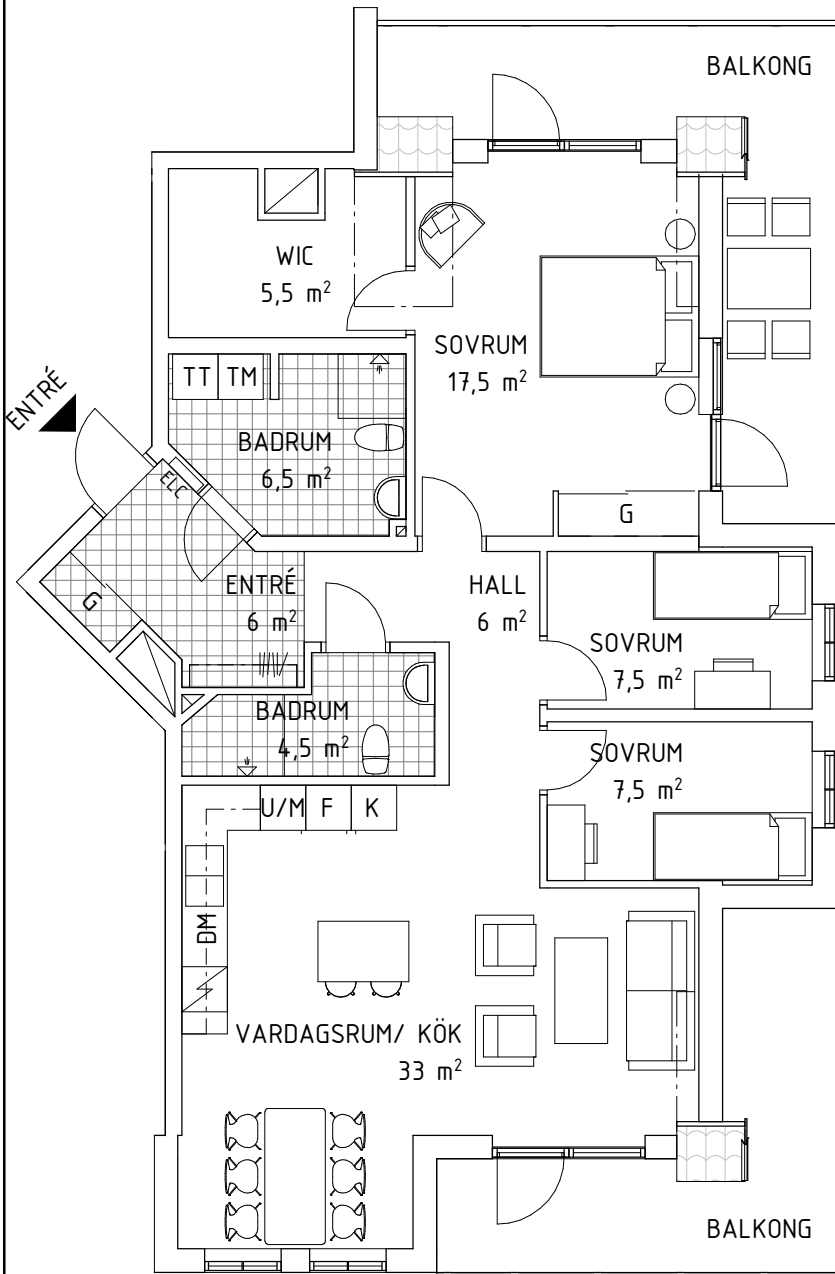 BALKONG
WIC
5,5 m²
SOVRUM
17,5 m²
TT TM
ENTRÉ
BADRUM
6,5 m²
ELC
G
ENTRÉ
6 m²
G
HALL
6 m²
SOVRUM
7,5 m²
BADRUM
4,5 m²
SOVRUM
7,5 m²
U/M F K
DM
VARDAGSRUM/ KÖK
33 m²
BALKONG